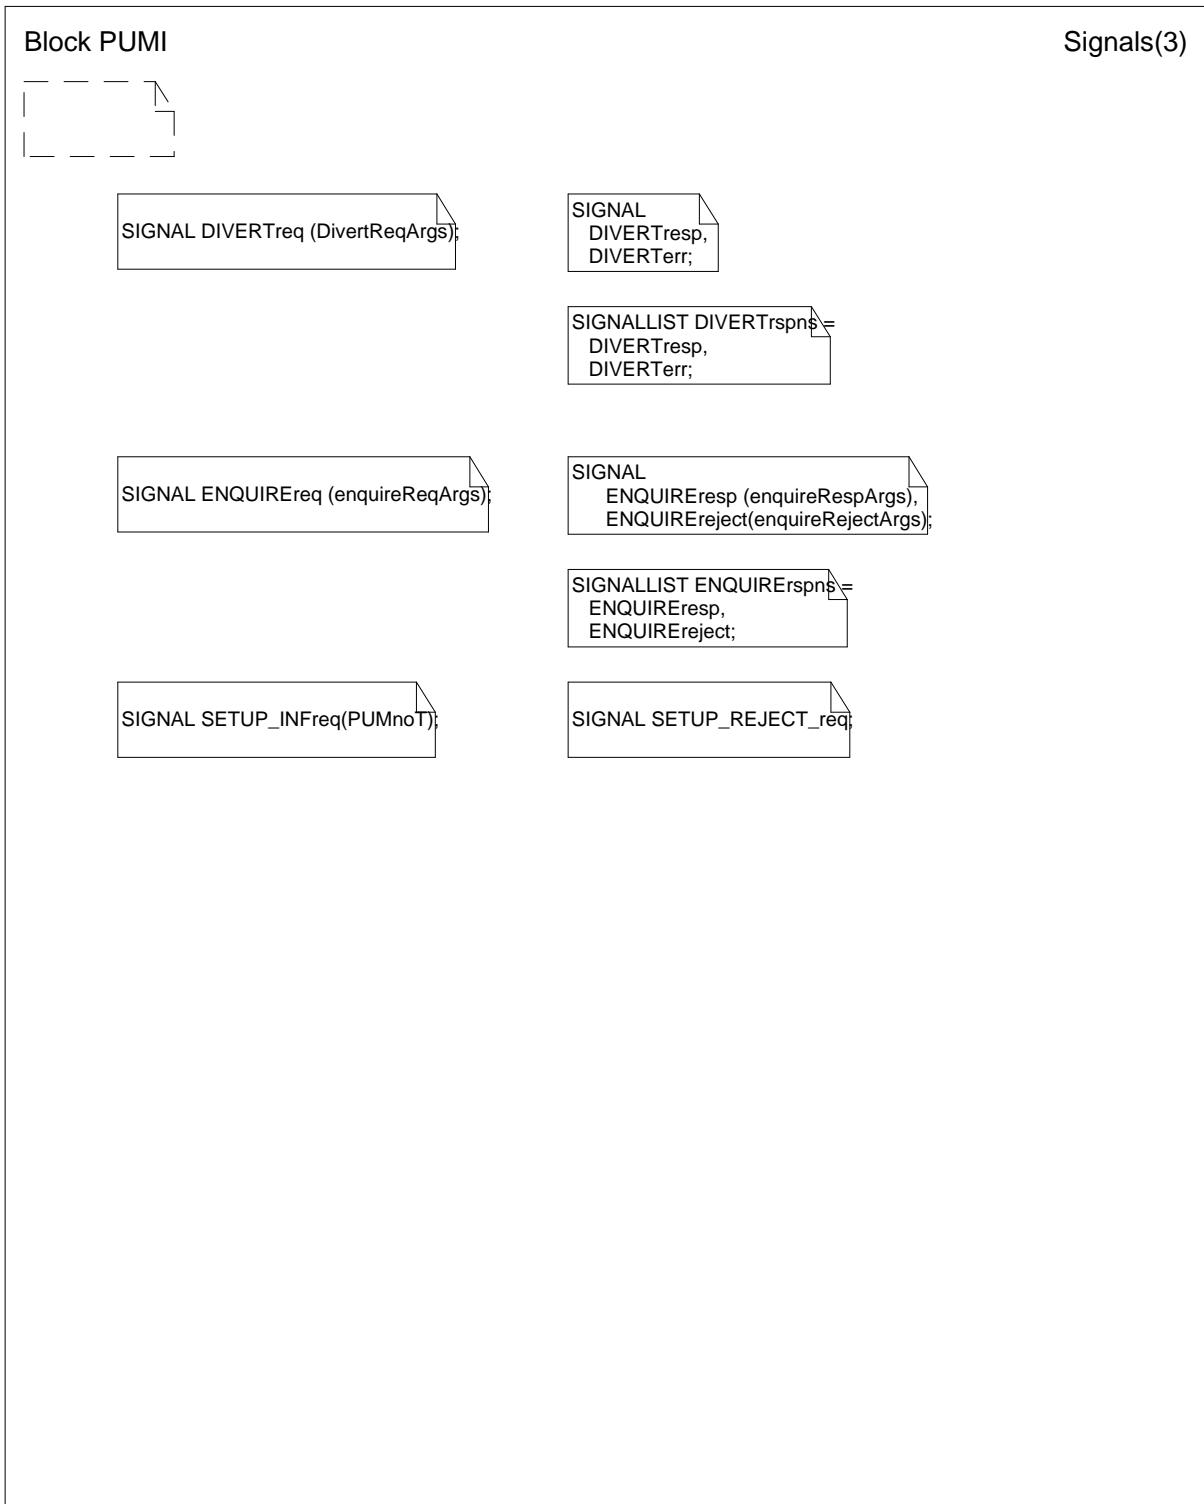 Block PUMI
Signals(3)
SIGNAL DIVERTreq (DivertReqArgs);
SIGNAL
DIVERTresp,
DIVERTerr;
SIGNALLIST DIVERTrspns =
DIVERTresp,
DIVERTerr;
SIGNAL ENQUIREreq (enquireReqArgs);
SIGNAL
ENQUIREresp (enquireRespArgs),
ENQUIREreject(enquireRejectArgs);
SIGNALLIST ENQUIRErspns =
ENQUIREresp,
ENQUIREreject;
SIGNAL SETUP_INFreq(PUMnoT);
SIGNAL SETUP_REJECT_req;